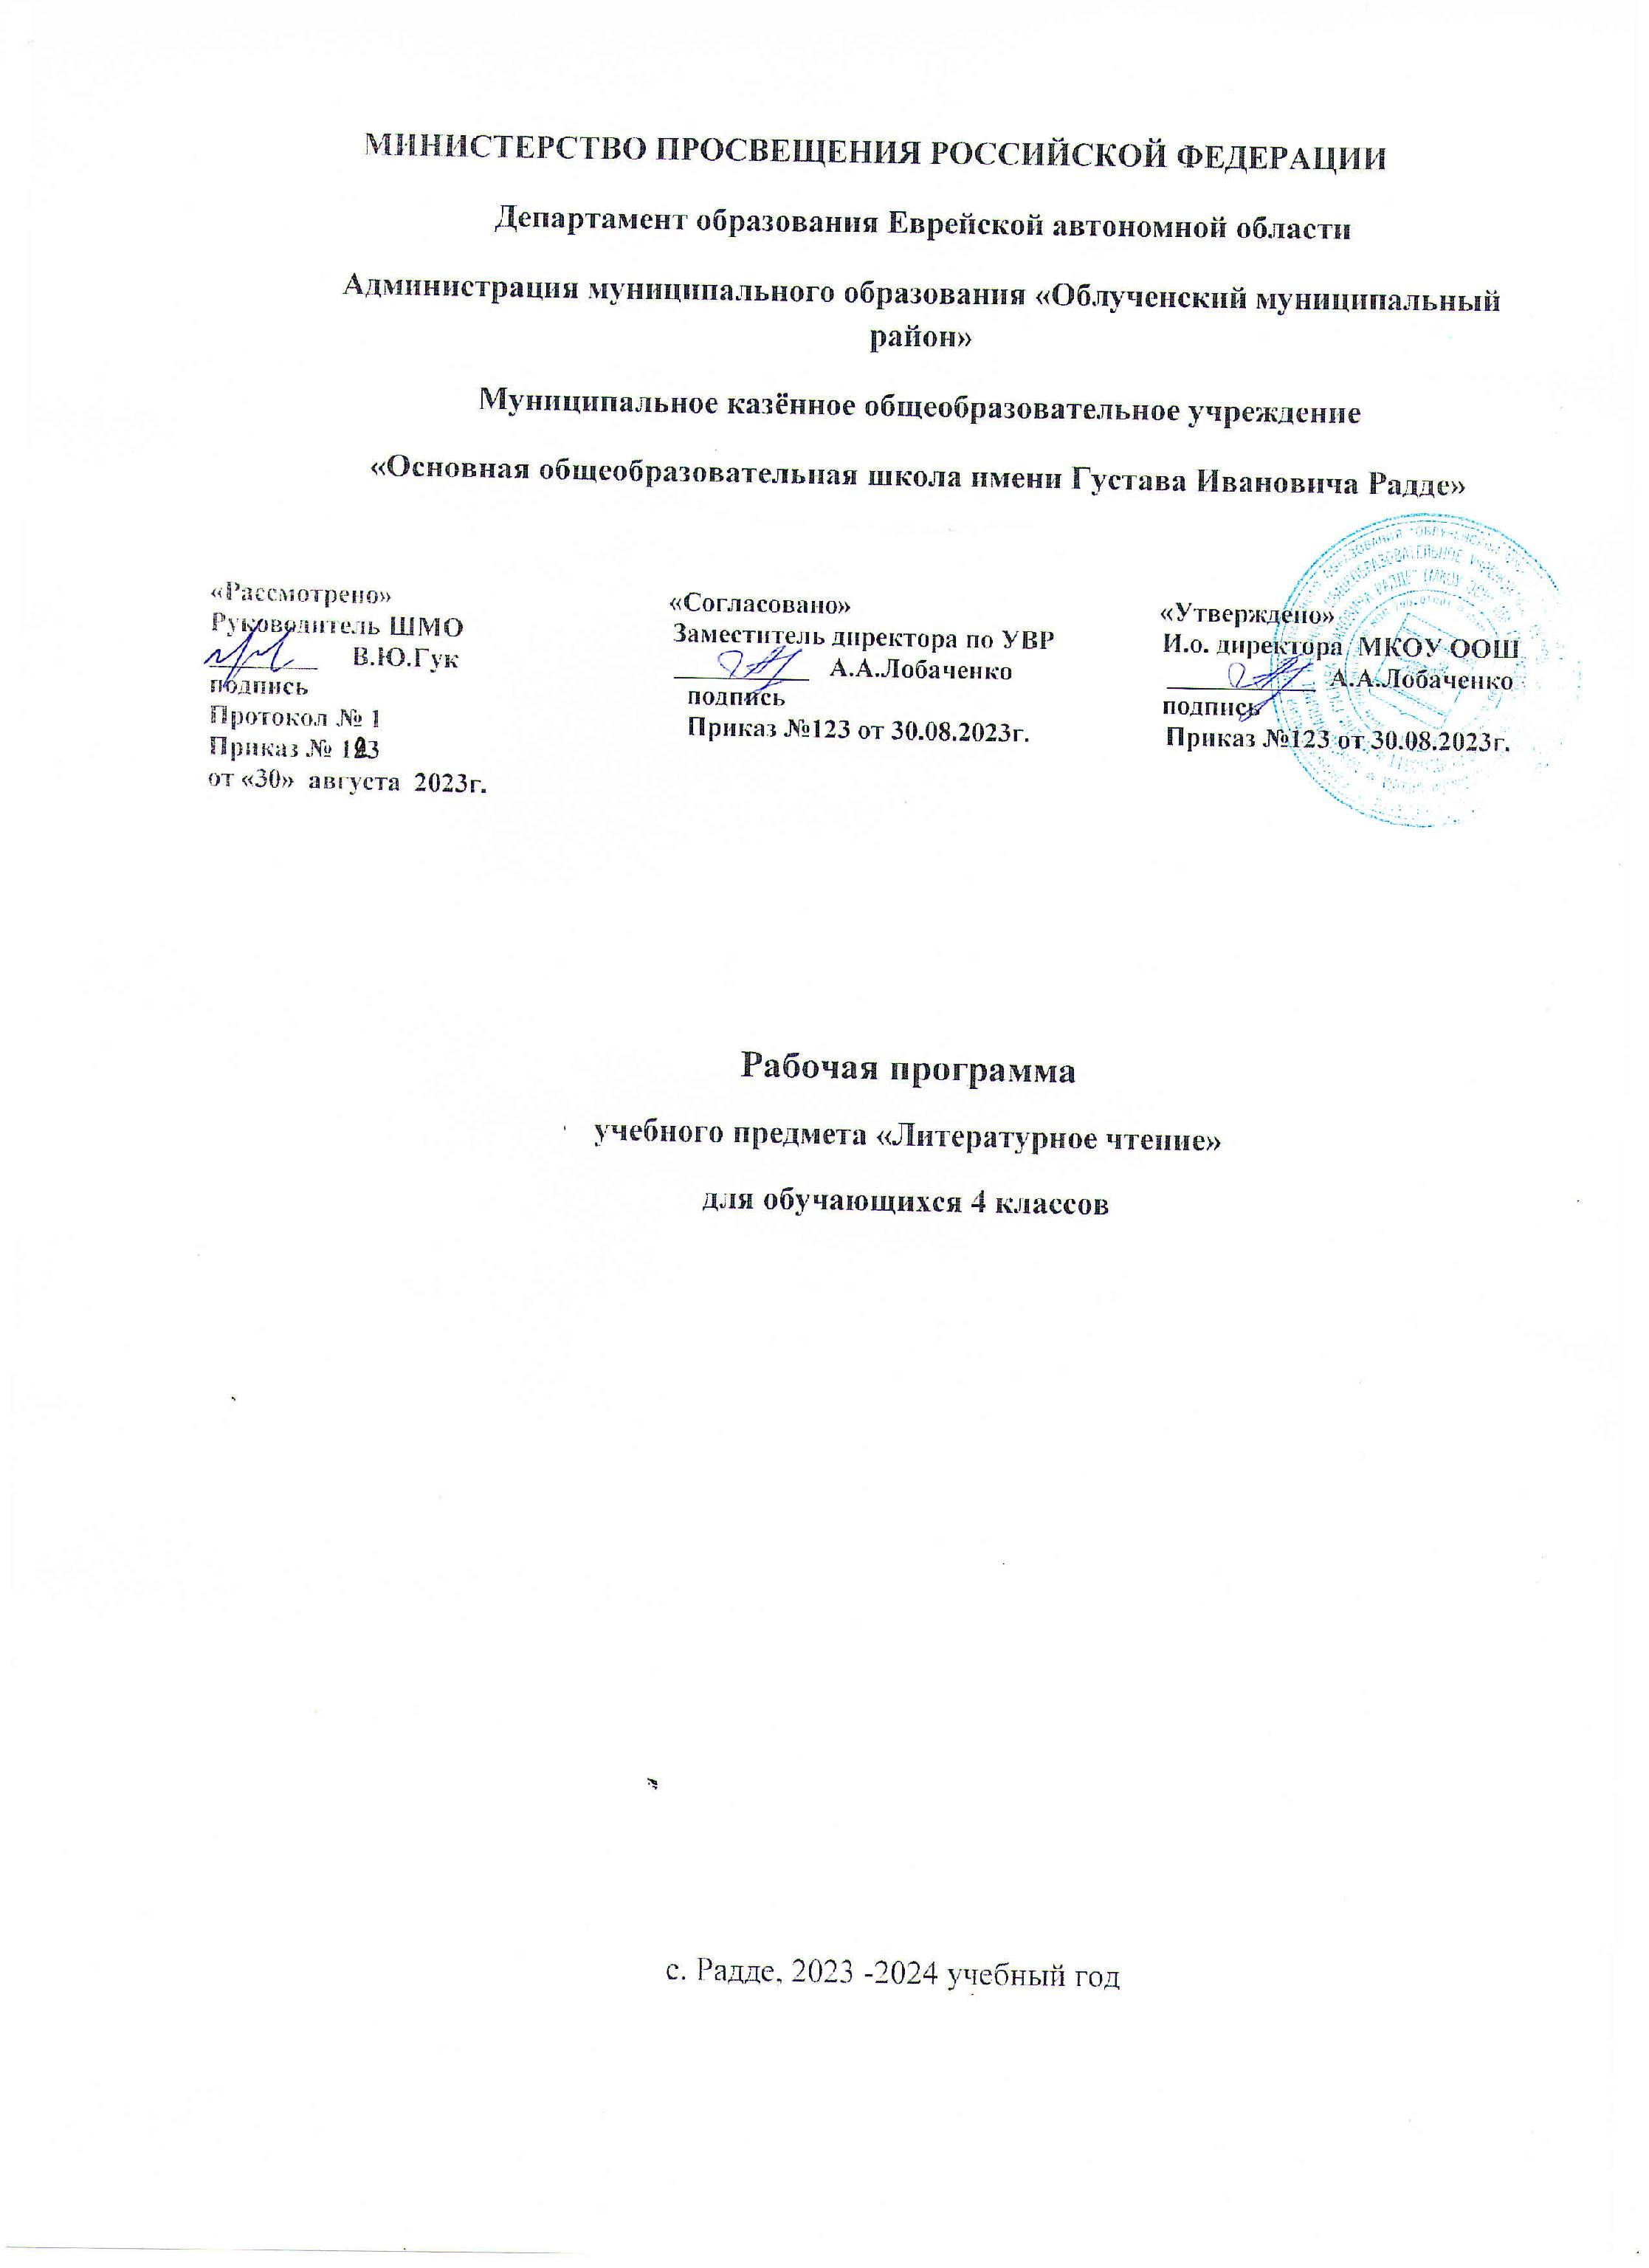 МИНИСТЕРСТВО ПРОСВЕЩЕНИЯ РОССИЙСКОЙ ФЕДЕРАЦИИ
Департамент образования Еврейской автономной области
Администрация муниципального образования «Облученский муниципальный
район»
Муниципальное казённое общеобразовательное учреждение
«Основная общеобразовательная школа имени Густава Ивановича Радде»
«Рассмотрено»
Руководитель ШМО
__________ В.Ю.Гук
подпись
Протокол № 1
Приказ № 123
от «30» августа 2023г.
«Согласовано»
Заместитель директора по УВР
__________ А.А.Лобаченко
подпись
Приказ №123 от 30.08.2023г.
«Утверждено»
И.о. директора МКОУ ООШ
___________ А.А.Лобаченко
подпись
Приказ №123 от 30.08.2023г.
Рабочая программа
учебного предмета «Литературное чтение»
для обучающихся 4 классов
с. Радде, 2023 -2024 учебный год